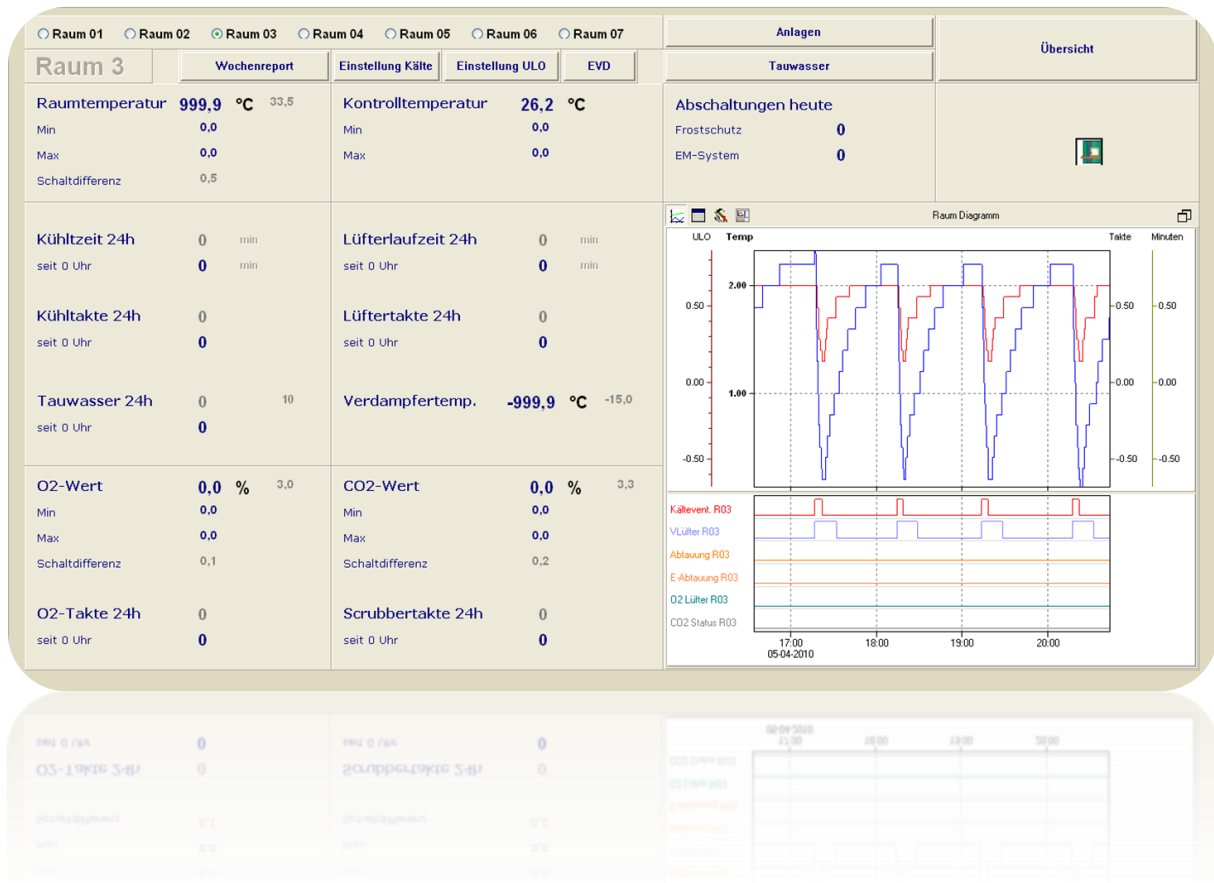 Raum 01 Raum 02 Raum 03 Raum 04 Raum 05 Raum 06 Raum 07
Anlagen
Übersicht
Raum 3
Wochenreport Einstellung Kälte Einstellung ULO EVD
Tauwasser
Raumtemperatur 999,9 °C 33,5
Min 0,0
Max 0,0
Schaltdifferenz 0,5
Kontrolltemperatur 26,2 °C
Min 0,0
Max 0,0
Abschaltungen heute
Frostschutz 0
EM-System 0
Kühltzeit 24h 0 min
seit 0 Uhr 0 min
Kühltakte 24h 0
seit 0 Uhr 0
Tauwasser 24h 0 10
seit 0 Uhr 0
Lüfterlaufzeit 24h 0 min
seit 0 Uhr 0 min
Lüftertakte 24h 0
seit 0 Uhr 0
Verdampfertemp. -999,9 °C -15,0
O2-Wert 0,0 % 3,0
Min 0,0
Max 0,0
Schaltdifferenz 0,1
O2-Takte 24h 0
seit 0 Uhr 0
CO2-Wert 0,0 % 3,3
Min 0,0
Max 0,0
Schaltdifferenz 0,2
Scrubbertakte 24h 0
seit 0 Uhr 0
Raum Diagramm
ULO Temp Takte Minuten
2.00
0.50 -0.50 -0.50
0.00 -0.00 -0.00
1.00
-0.50 -0.50 -0.50
Kältevent. R03
VLüfter R03
Abtauung R03
E-Abtauung R03
O2 Lüfter R03
CO2 Status R03
17:00 18:00 19:00 20:00
05-04-2010